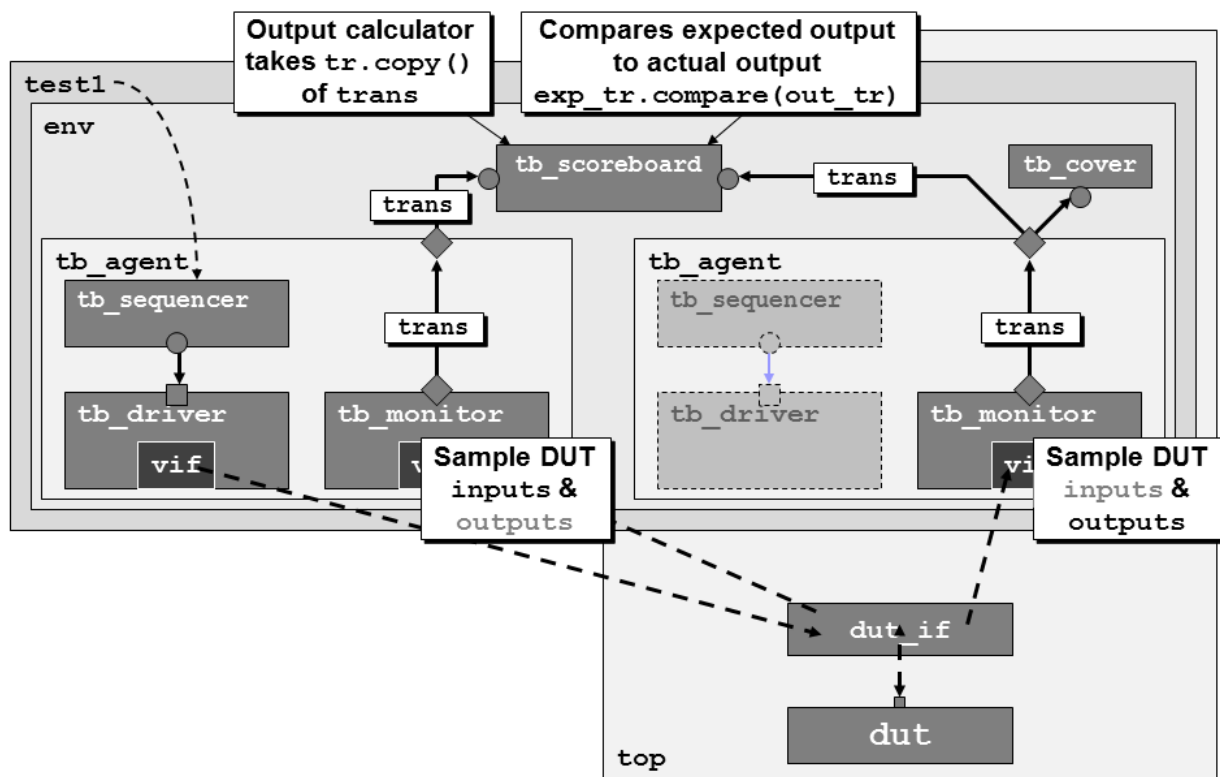 Output calculator
takes tr.copy()
of trans
Compares expected output
to actual output
exp_tr.compare(out_tr)
test1
env
tb_scoreboard
tb_cover
trans
trans
tb_agent
tb_sequencer
trans
tb_driver
vif
tb_monitor
Sample DUT
inputs &
outputs
tb_agent
tb_sequencer
trans
tb_driver
tb_monitor
Sample DUT
inputs &
outputs
dut_if
dut
top